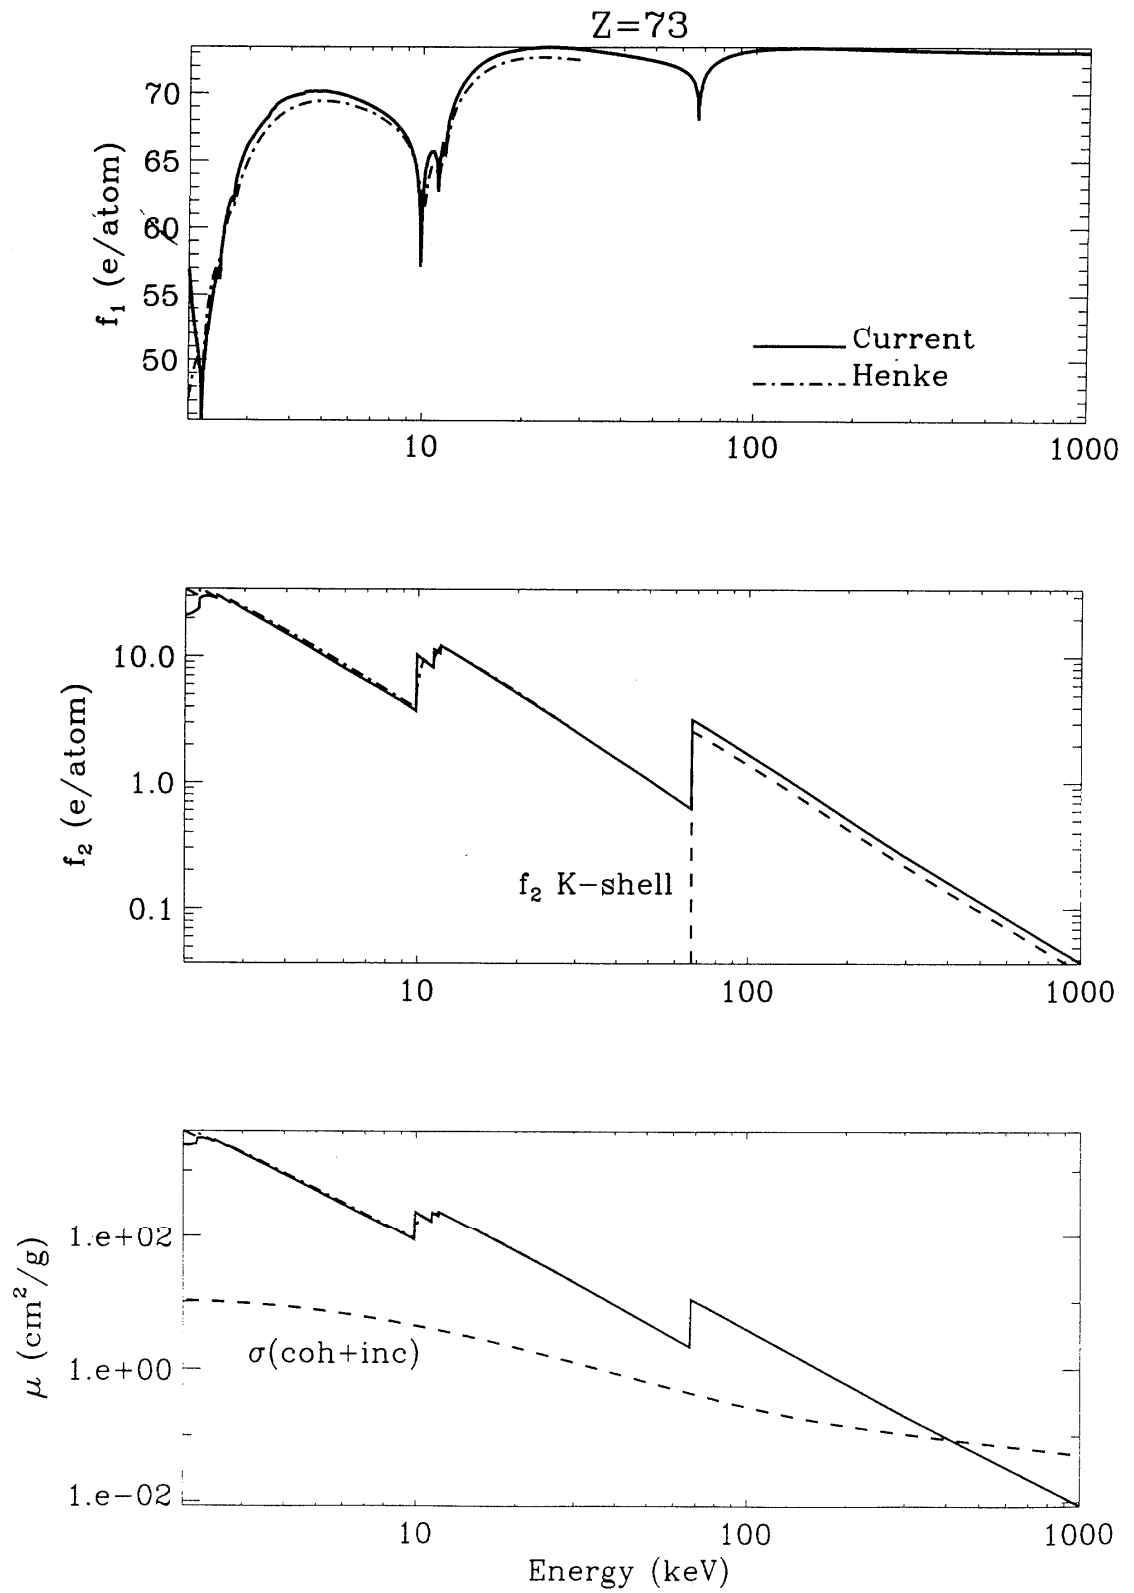 Z=73
70
65
60
55
50
f₁ (e/atom)
Current
Henke
10
100
1000
10.0
1.0
0.1
f₂ (e/atom)
f₂ K-shell
10
100
1000
1.e+02
1.e+00
1.e-02
μ (cm²/g)
σ(coh+inc)
10
100
1000
Energy (keV)